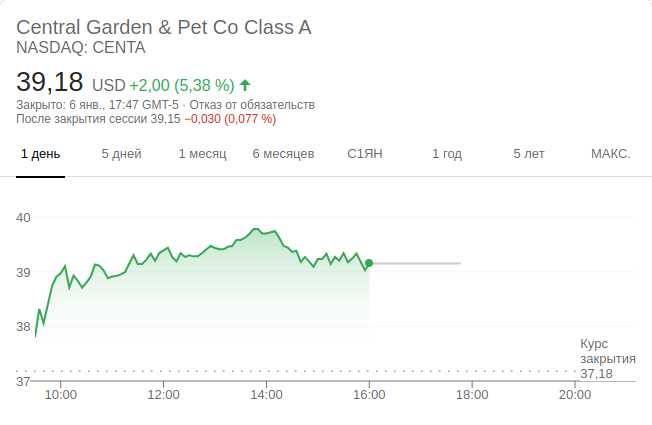 Central Garden & Pet Co Class A
NASDAQ: CENTA
39,18 USD +2,00 (5,38 %)
Закрыто: 6 янв., 17:47 GMT-5 · Отказ от обязательств
После закрытия сессии 39,15 −0,030 (0,077 %)
1 день 5 дней 1 месяц 6 месяцев С1ЯН 1 год 5 лет МАКС.
40
39
38
37
Курс
закрытия
37,18
10:00 12:00 14:00 16:00 18:00 20:00